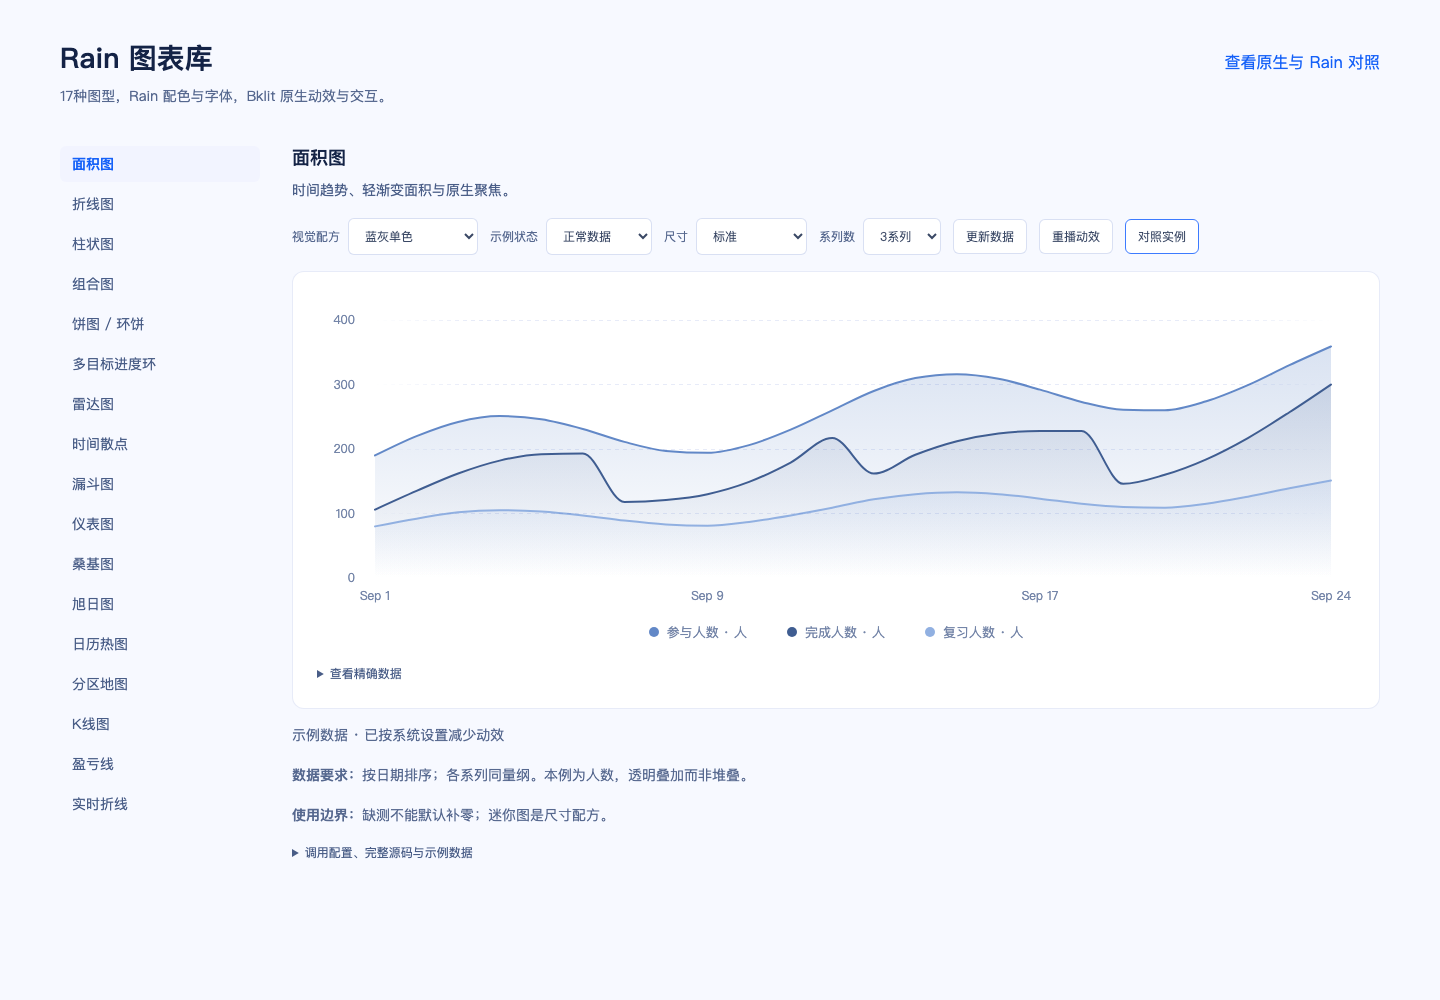 Rain 图表库
查看原生与 Rain 对照
17种图型，Rain 配色与字体，Bklit 原生动效与交互。
面积图
折线图
柱状图
组合图
饼图 / 环饼
多目标进度环
雷达图
时间散点
漏斗图
仪表图
桑基图
旭日图
日历热图
分区地图
K线图
盈亏线
实时折线
面积图
时间趋势、轻渐变面积与原生聚焦。
视觉配方 蓝灰单色 示例状态 正常数据 尺寸 标准 系列数 3系列 更新数据 重播动效 对照实例
400
300
200
100
0
Sep 1 Sep 9 Sep 17 Sep 24
参与人数 · 人 完成人数 · 人 复习人数 · 人
查看精确数据
示例数据 · 已按系统设置减少动效
数据要求：按日期排序；各系列同量纲。本例为人数，透明叠加而非堆叠。
使用边界：缺测不能默认补零；迷你图是尺寸配方。
调用配置、完整源码与示例数据